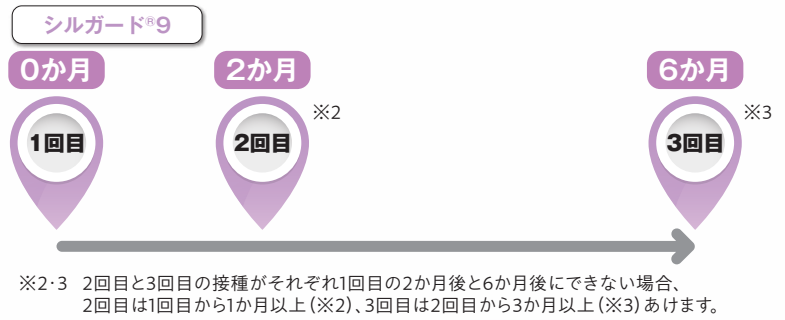 シルガード®9
0か月 2か月 6か月
1回目 2回目 ※2 3回目 ※3
※2・3 2回目と3回目の接種がそれぞれ1回目の2か月後と6か月後にできない場合、
2回目は1回目から1か月以上(※2)、3回目は2回目から3か月以上(※3)あけます。